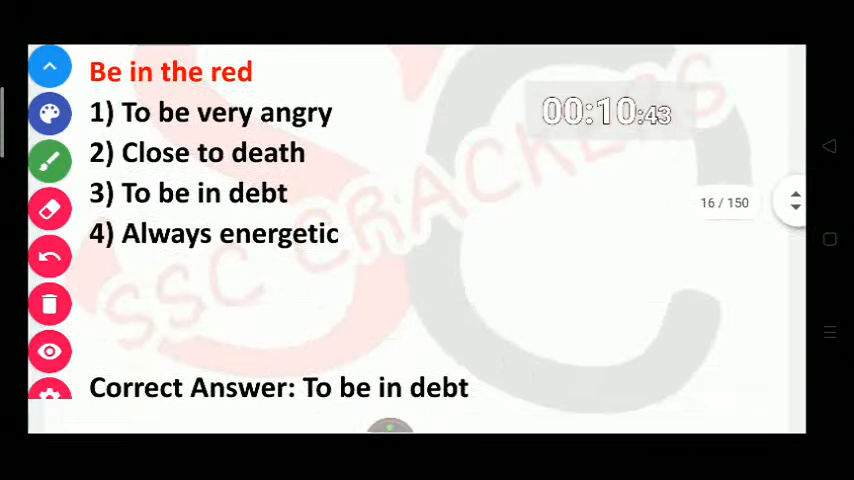 Be in the red
1) To be very angry
00:10:43
2) Close to death
3) To be in debt
16 / 150
4) Always energetic
SSC CRACKERS
Correct Answer: To be in debt